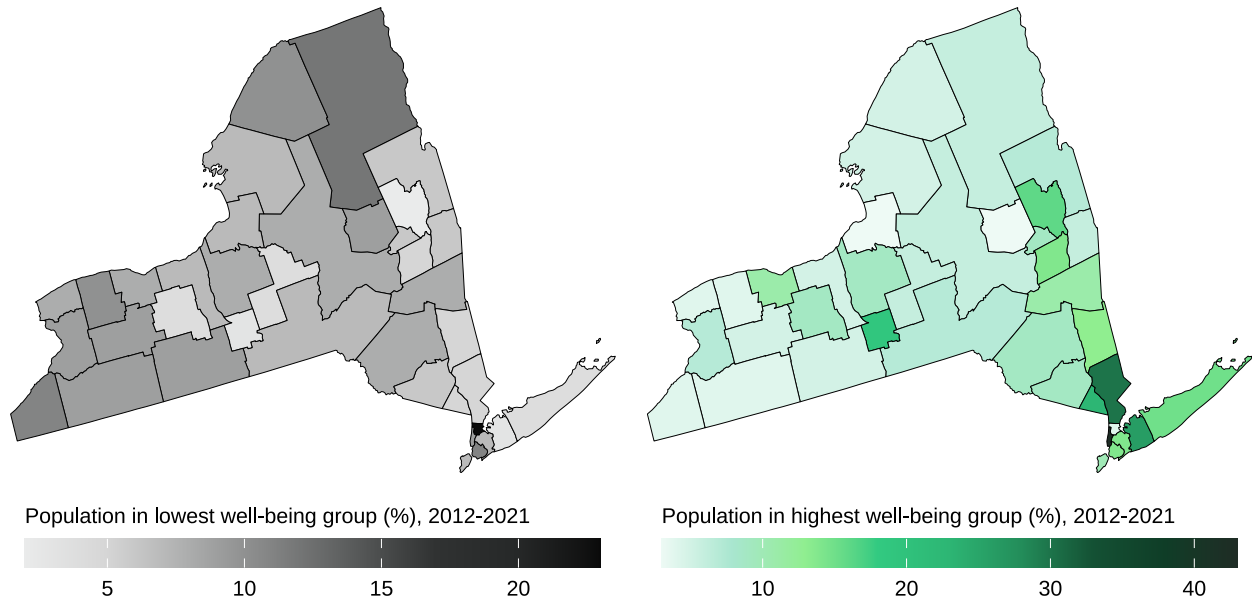 Population in lowest well-being group (%), 2012-2021
5 10 15 20
Population in highest well-being group (%), 2012-2021
10 20 30 40